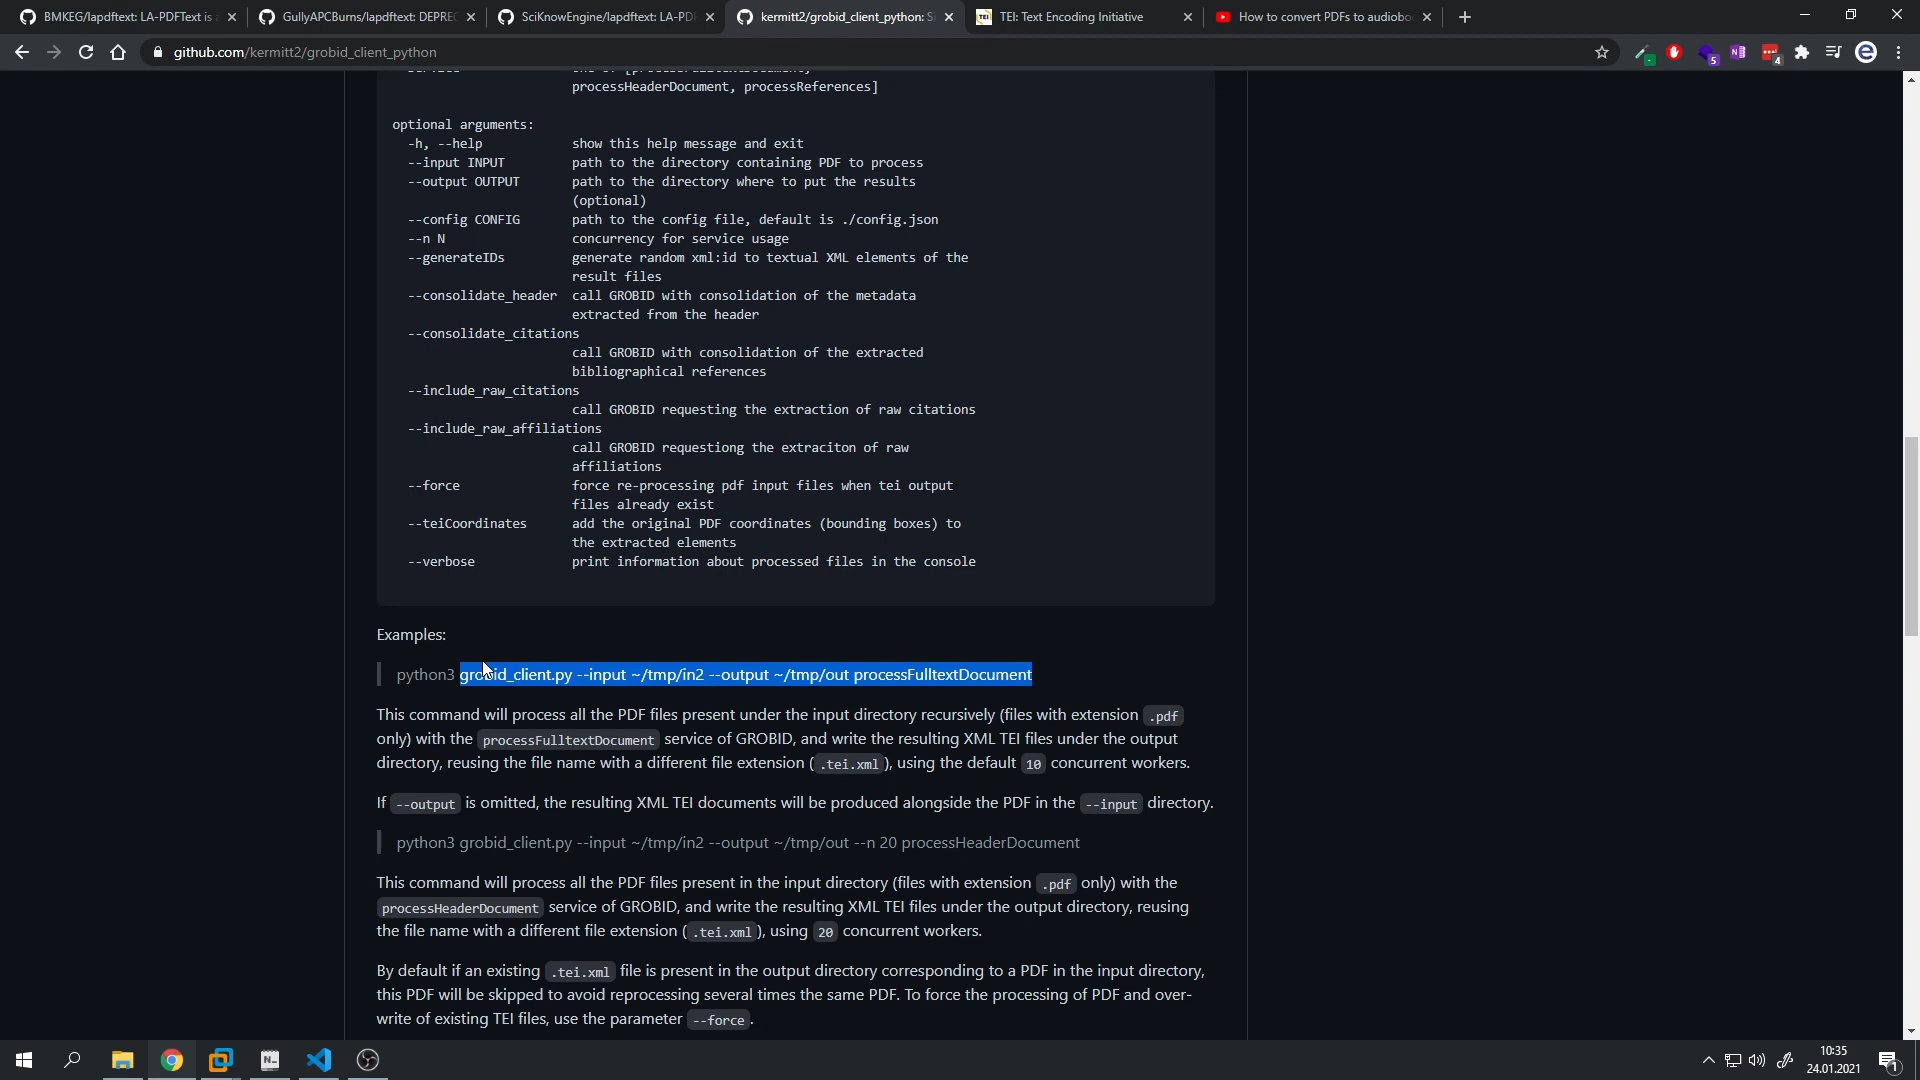 BMKEG/lapdftext: LA-PDFText is a
GullyAPCBurns/lapdftext: DEPREC
SciKnowEngine/lapdftext: LA-PDF
kermitt2/grobid_client_python: Si
TEI: Text Encoding Initiative
How to convert PDFs to audiobo
github.com/kermitt2/grobid_client_python
processHeaderDocument, processReferences]
optional arguments:
-h, --help show this help message and exit
--input INPUT path to the directory containing PDF to process
--output OUTPUT path to the directory where to put the results
(optional)
--config CONFIG path to the config file, default is ./config.json
--n N concurrency for service usage
--generateIDs generate random xml:id to textual XML elements of the
result files
--consolidate_header call GROBID with consolidation of the metadata
extracted from the header
--consolidate_citations
call GROBID with consolidation of the extracted
bibliographical references
--include_raw_citations
call GROBID requesting the extraction of raw citations
--include_raw_affiliations
call GROBID requestiong the extraciton of raw
affiliations
--force force re-processing pdf input files when tei output
files already exist
--teiCoordinates add the original PDF coordinates (bounding boxes) to
the extracted elements
--verbose print information about processed files in the console
Examples:
python3 grobid_client.py --input ~/tmp/in2 --output ~/tmp/out processFulltextDocument
This command will process all the PDF files present under the input directory recursively (files with extension .pdf
only) with the processFulltextDocument service of GROBID, and write the resulting XML TEI files under the output
directory, reusing the file name with a different file extension ( .tei.xml ), using the default 10 concurrent workers.
If --output is omitted, the resulting XML TEI documents will be produced alongside the PDF in the --input directory.
python3 grobid_client.py --input ~/tmp/in2 --output ~/tmp/out --n 20 processHeaderDocument
This command will process all the PDF files present in the input directory (files with extension .pdf only) with the
processHeaderDocument service of GROBID, and write the resulting XML TEI files under the output directory, reusing
the file name with a different file extension ( .tei.xml ), using 20 concurrent workers.
By default if an existing .tei.xml file is present in the output directory corresponding to a PDF in the input directory,
this PDF will be skipped to avoid reprocessing several times the same PDF. To force the processing of PDF and over-
write of existing TEI files, use the parameter --force .
10:35
24.01.2021